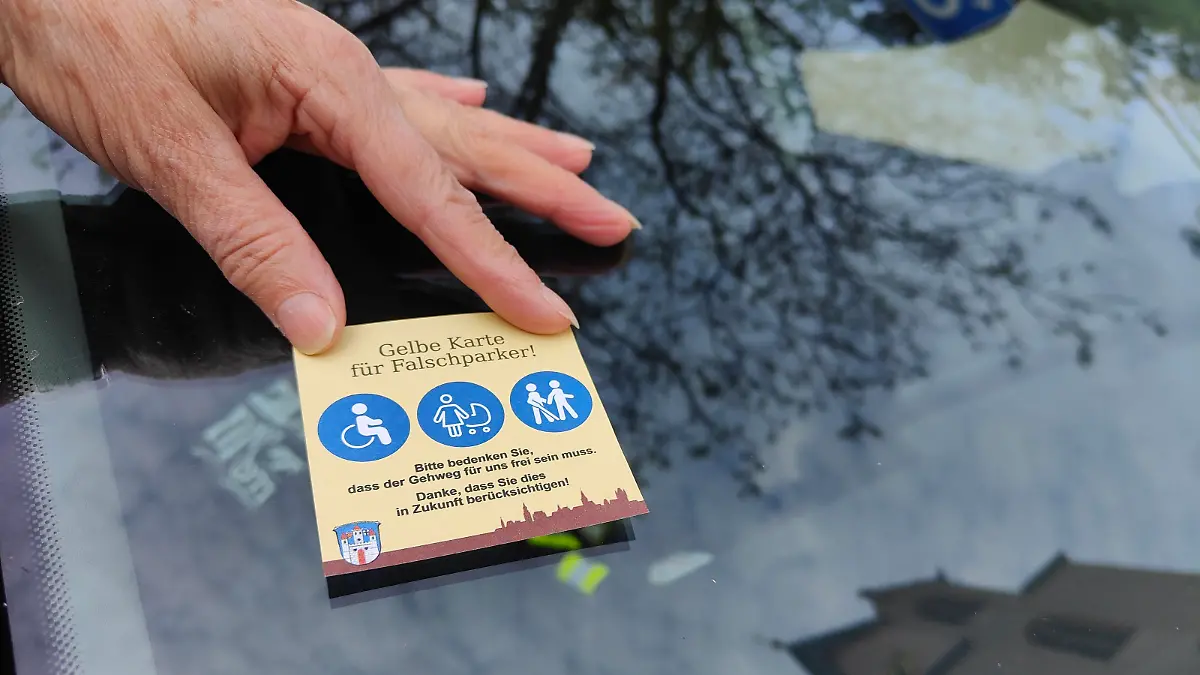 Gelbe Karte
für Falschparker!
Bitte bedenken Sie,
dass der Gehweg für uns frei sein muss.
Danke, dass Sie dies
in Zukunft berücksichtigen!